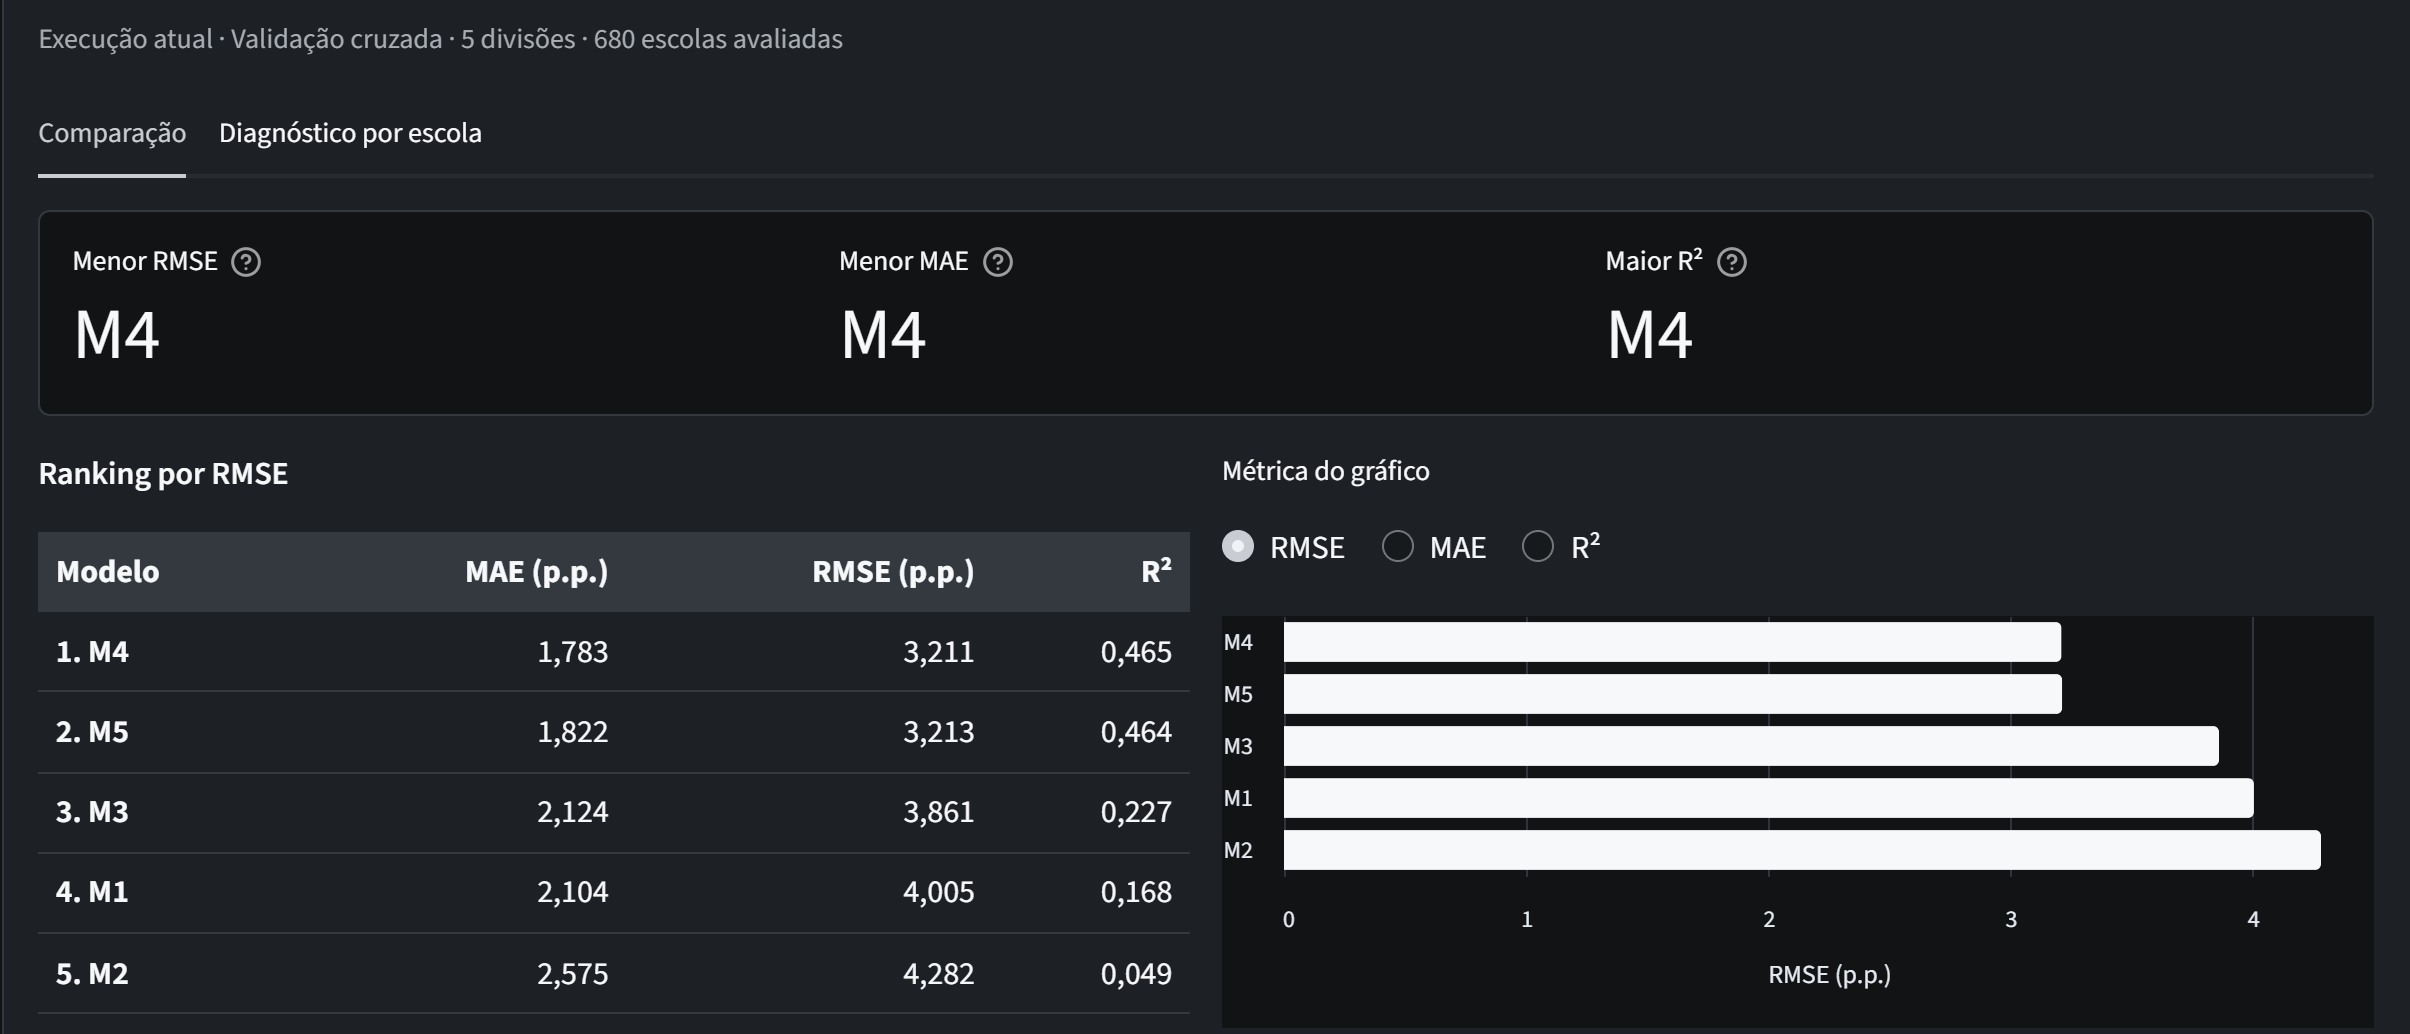 Execução atual · Validação cruzada · 5 divisões · 680 escolas avaliadas
Comparação Diagnóstico por escola
Menor RMSE ? Menor MAE ? Maior R² ?
M4 M4 M4
Ranking por RMSE
Modelo MAE (p.p.) RMSE (p.p.) R²
1. M4 1,783 3,211 0,465
2. M5 1,822 3,213 0,464
3. M3 2,124 3,861 0,227
4. M1 2,104 4,005 0,168
5. M2 2,575 4,282 0,049
Métrica do gráfico
RMSE MAE R²
M4
M5
M3
M1
M2
0 1 2 3 4
RMSE (p.p.)